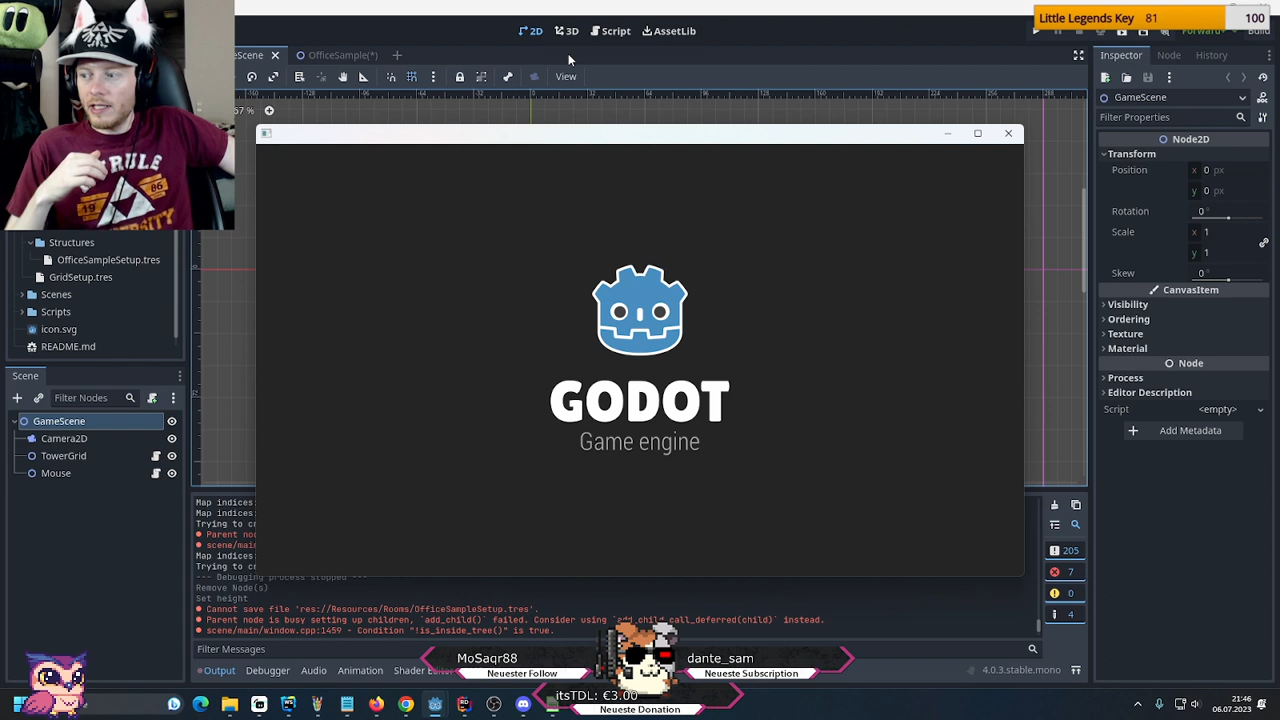 Little Legends Key 81 100
2D 3D Script AssetLib
Forward+ Build
OfficeSample(*)
View
Inspector Node History
GameScene
Filter Properties
Node2D
Transform
Position x 0 px
y 0 px
Rotation 0 °
Scale x 1
y 1
Skew 0 °
CanvasItem
Visibility
Ordering
Texture
Material
Node
Process
Editor Description
Script <empty>
Add Metadata
Structures
OfficeSampleSetup.tres
GridSetup.tres
Scenes
Scripts
icon.svg
README.md
Scene
Filter Nodes
GameScene
Camera2D
TowerGrid
Mouse
GODOT
Game engine
Map indices:
Map indices:
Trying to cr
Parent nod
scene/main
Map indices:
Trying to cr
--- Debugging process stopped ---
Remove Node(s)
Set height
Cannot save file 'res://Resources/Rooms/OfficeSampleSetup.tres'.
Parent node is busy setting up children, `add_child()` failed. Consider using `add_child.call_deferred(child)` instead.
scene/main/window.cpp:1459 - Condition "!is_inside_tree()" is true.
205
7
0
4
Filter Messages
Output Debugger Audio Animation Shader
4.0.3.stable.mono
MoSaqr88
Neuester Follow
dante_sam
Neueste Subscription
itsTDL: €3.00
Neueste Donation
21:46
06.07.2023